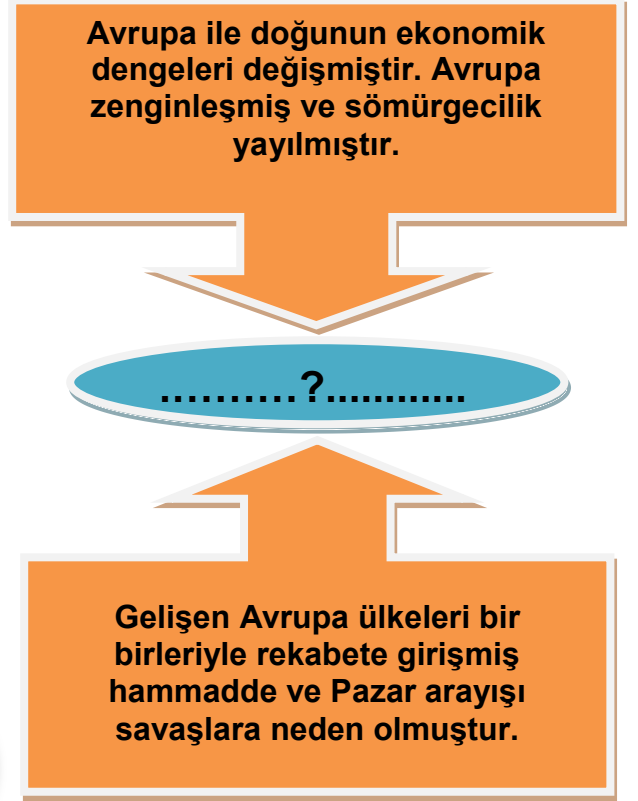 Avrupa ile doğunun ekonomik
dengeleri değişmiştir. Avrupa
zenginleşmiş ve sömürgecilik
yayılmıştır.
..........?............
Gelişen Avrupa ülkeleri bir
birleriyle rekabete girişmiş
hammadde ve Pazar arayışı
savaşlara neden olmuştur.